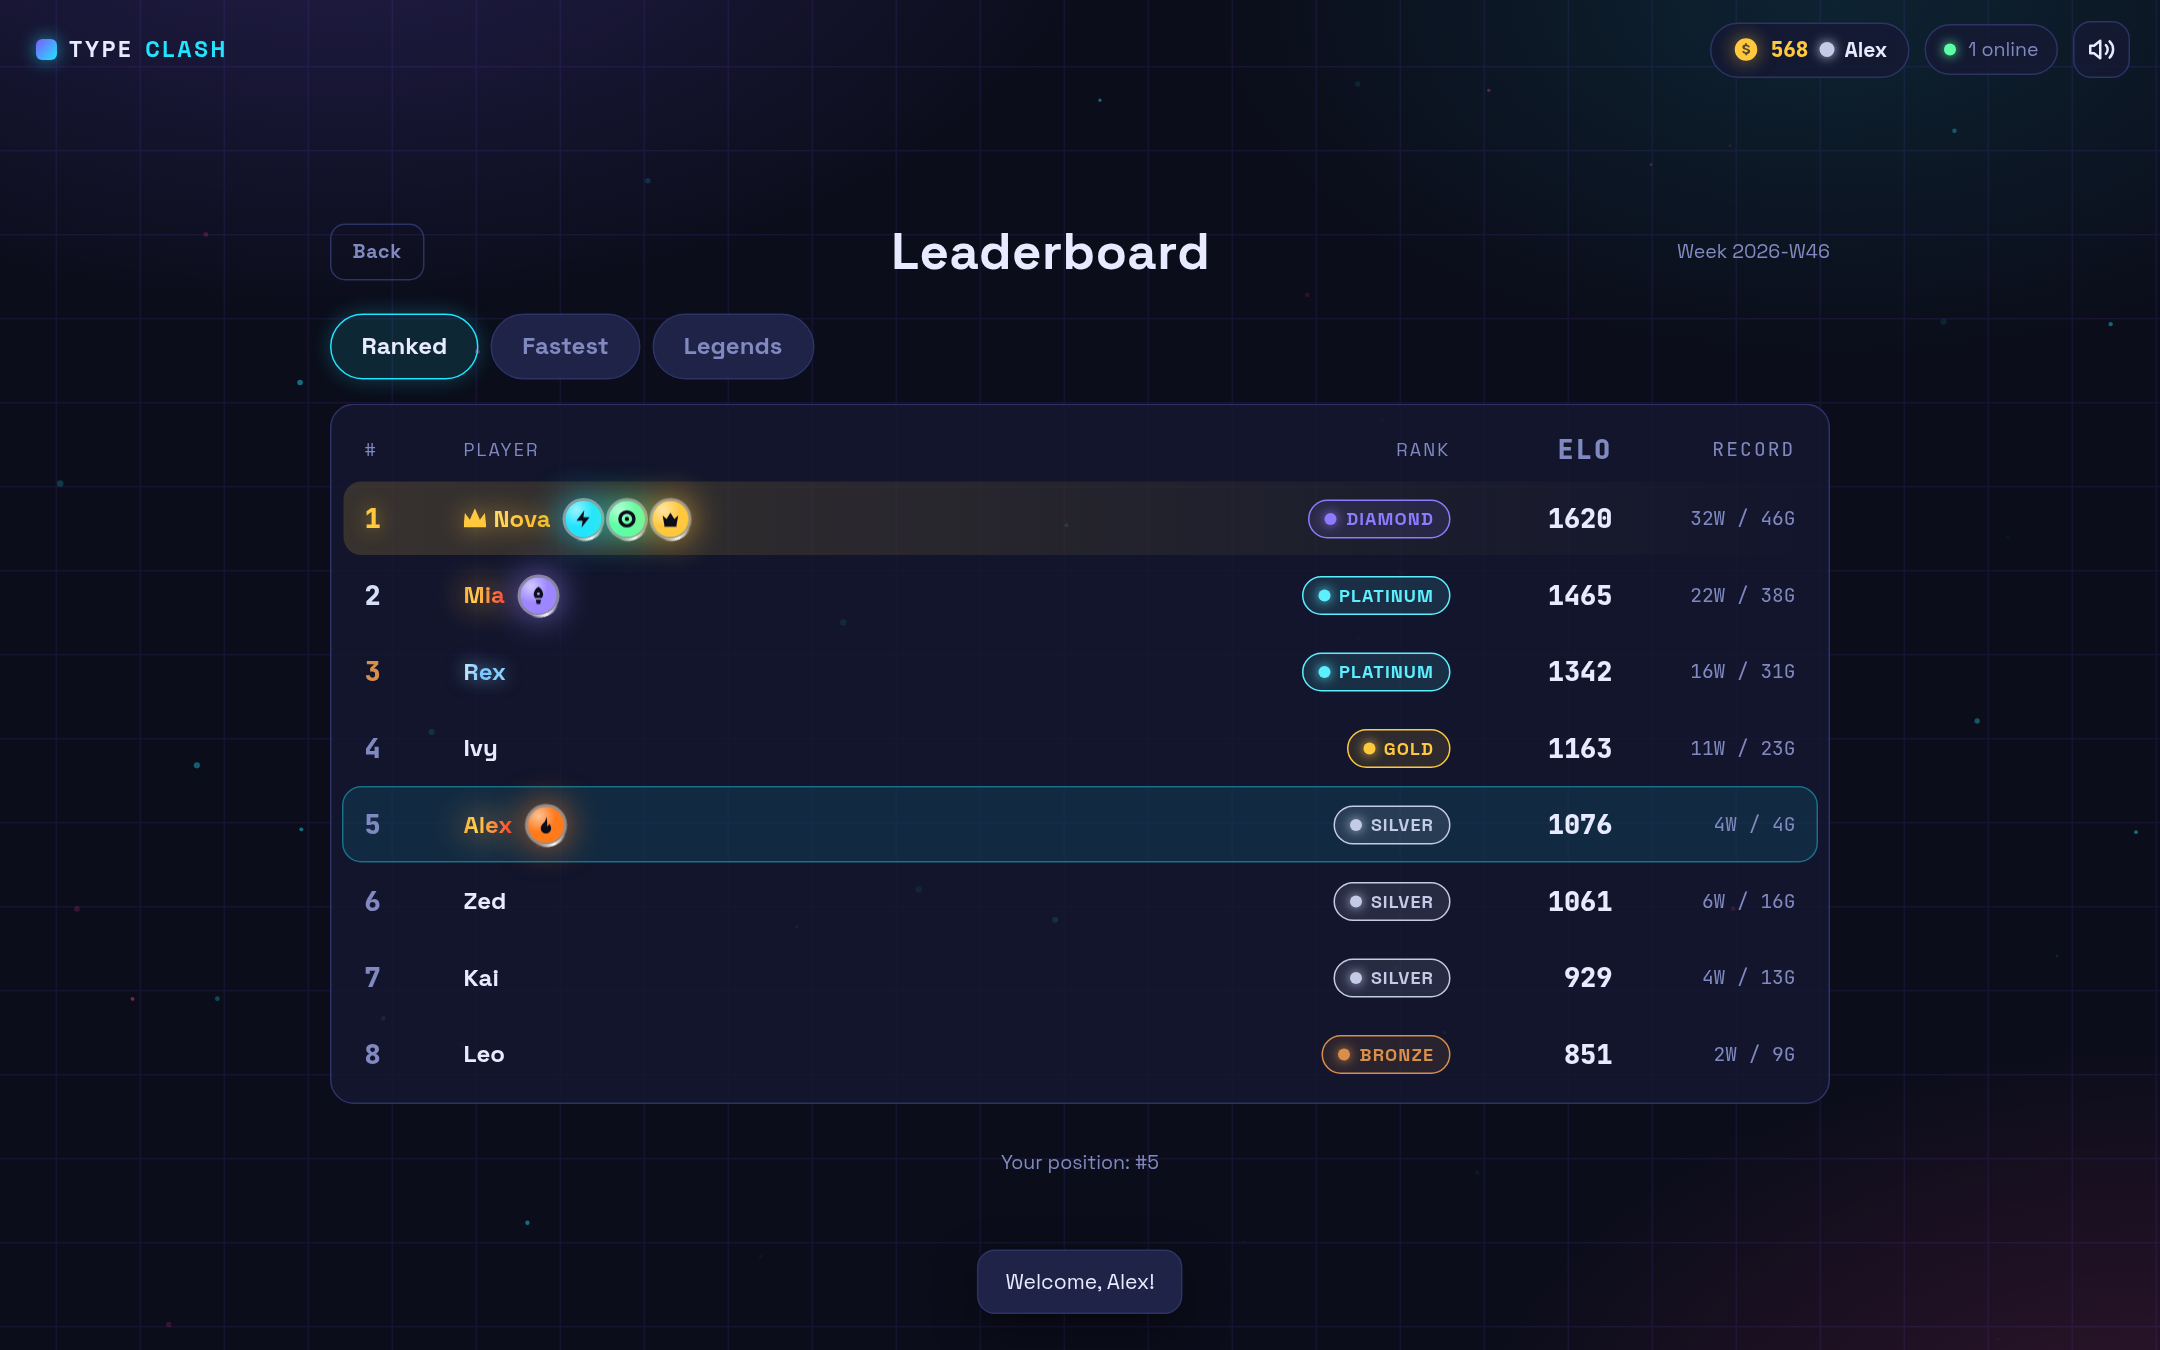 TYPE CLASH
568 Alex
1 online
Back
Leaderboard
Week 2026-W46
Ranked Fastest Legends
# PLAYER RANK ELO RECORD
1 Nova DIAMOND 1620 32W / 46G
2 Mia PLATINUM 1465 22W / 38G
3 Rex PLATINUM 1342 16W / 31G
4 Ivy GOLD 1163 11W / 23G
5 Alex SILVER 1076 4W / 4G
6 Zed SILVER 1061 6W / 16G
7 Kai SILVER 929 4W / 13G
8 Leo BRONZE 851 2W / 9G
Your position: #5
Welcome, Alex!